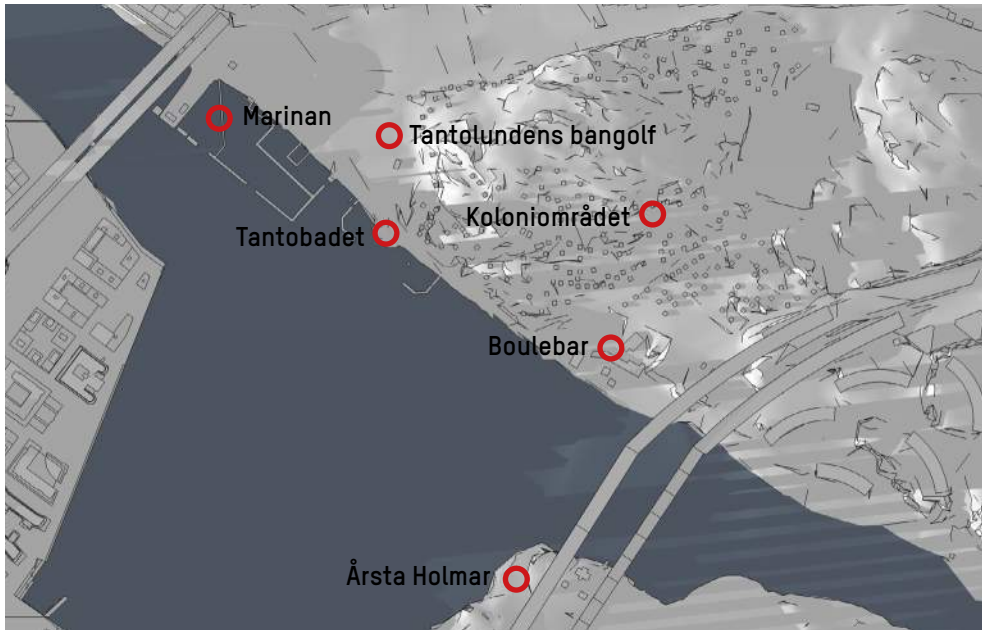 Marinan
Tantolundens bangolf
Koloniområdet
Tantobadet
Boulebar
Årsta Holmar